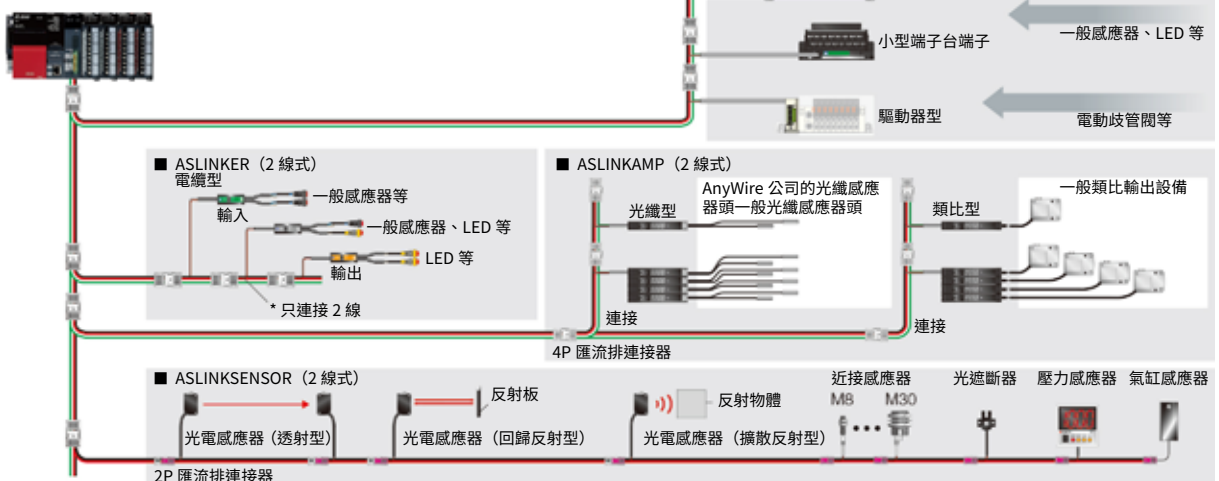 小型端子台端子
一般感應器、LED 等
驅動器型
電動歧管閥等
■ ASLINKER（2 線式）
電纜型
一般感應器等
輸入
一般感應器、LED 等
LED 等
輸出
* 只連接 2 線
■ ASLINKAMP（2 線式）
AnyWire 公司的光纖感應
器頭一般光纖感應器頭
光纖型
連接
類比型
一般類比輸出設備
連接
4P 匯流排連接器
■ ASLINKSENSOR（2 線式）
反射板
反射物體
光電感應器（透射型）
光電感應器（回歸反射型）
光電感應器（擴散反射型）
近接感應器
M8
M30
光遮斷器
壓力感應器
氣缸感應器
2P 匯流排連接器